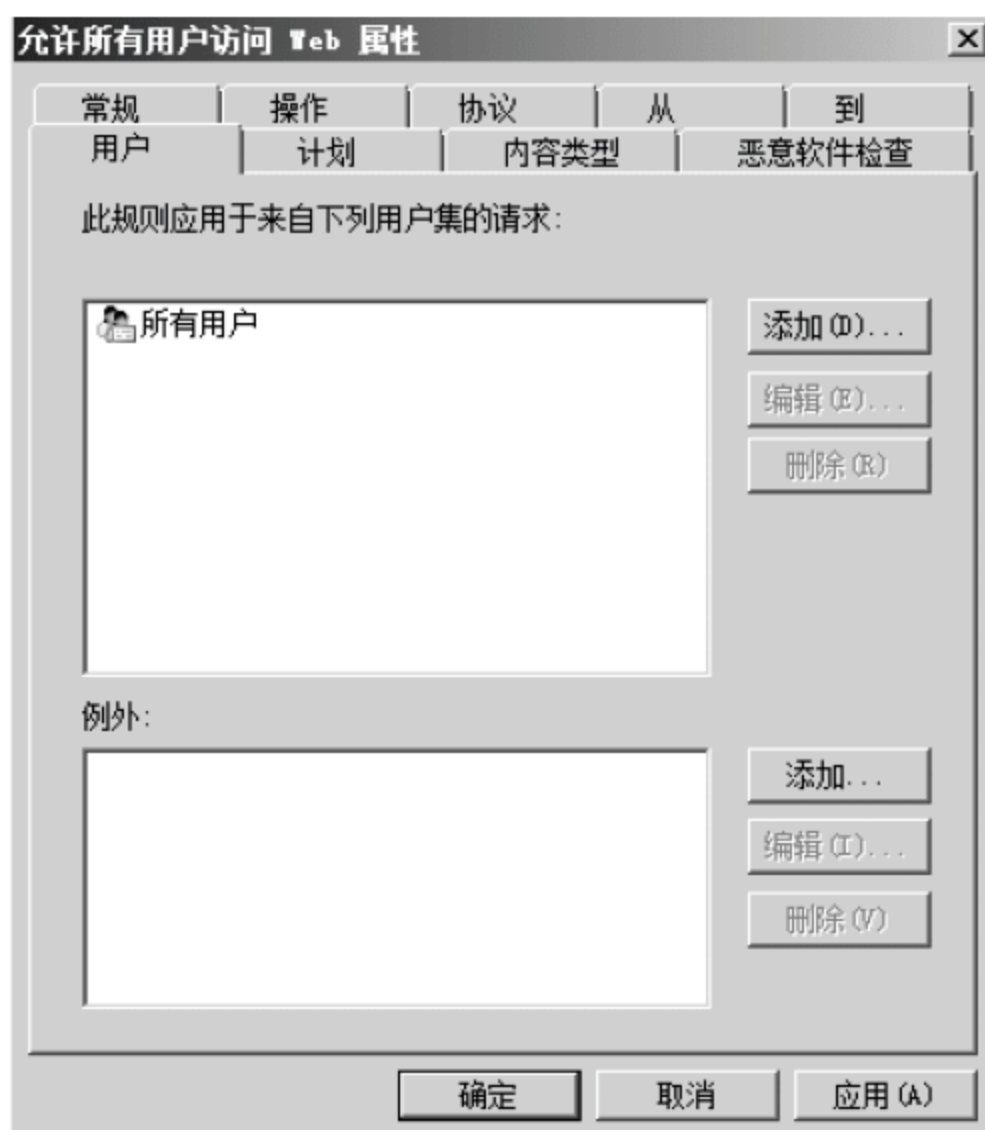 允许所有用户访问 Web 属性
常规 操作 协议 从 到
用户 计划 内容类型 恶意软件检查
此规则应用于来自下列用户集的请求:
所有用户
添加(D)...
编辑(E)...
删除(R)
例外:
添加...
编辑(I)...
删除(V)
确定 取消 应用(A)